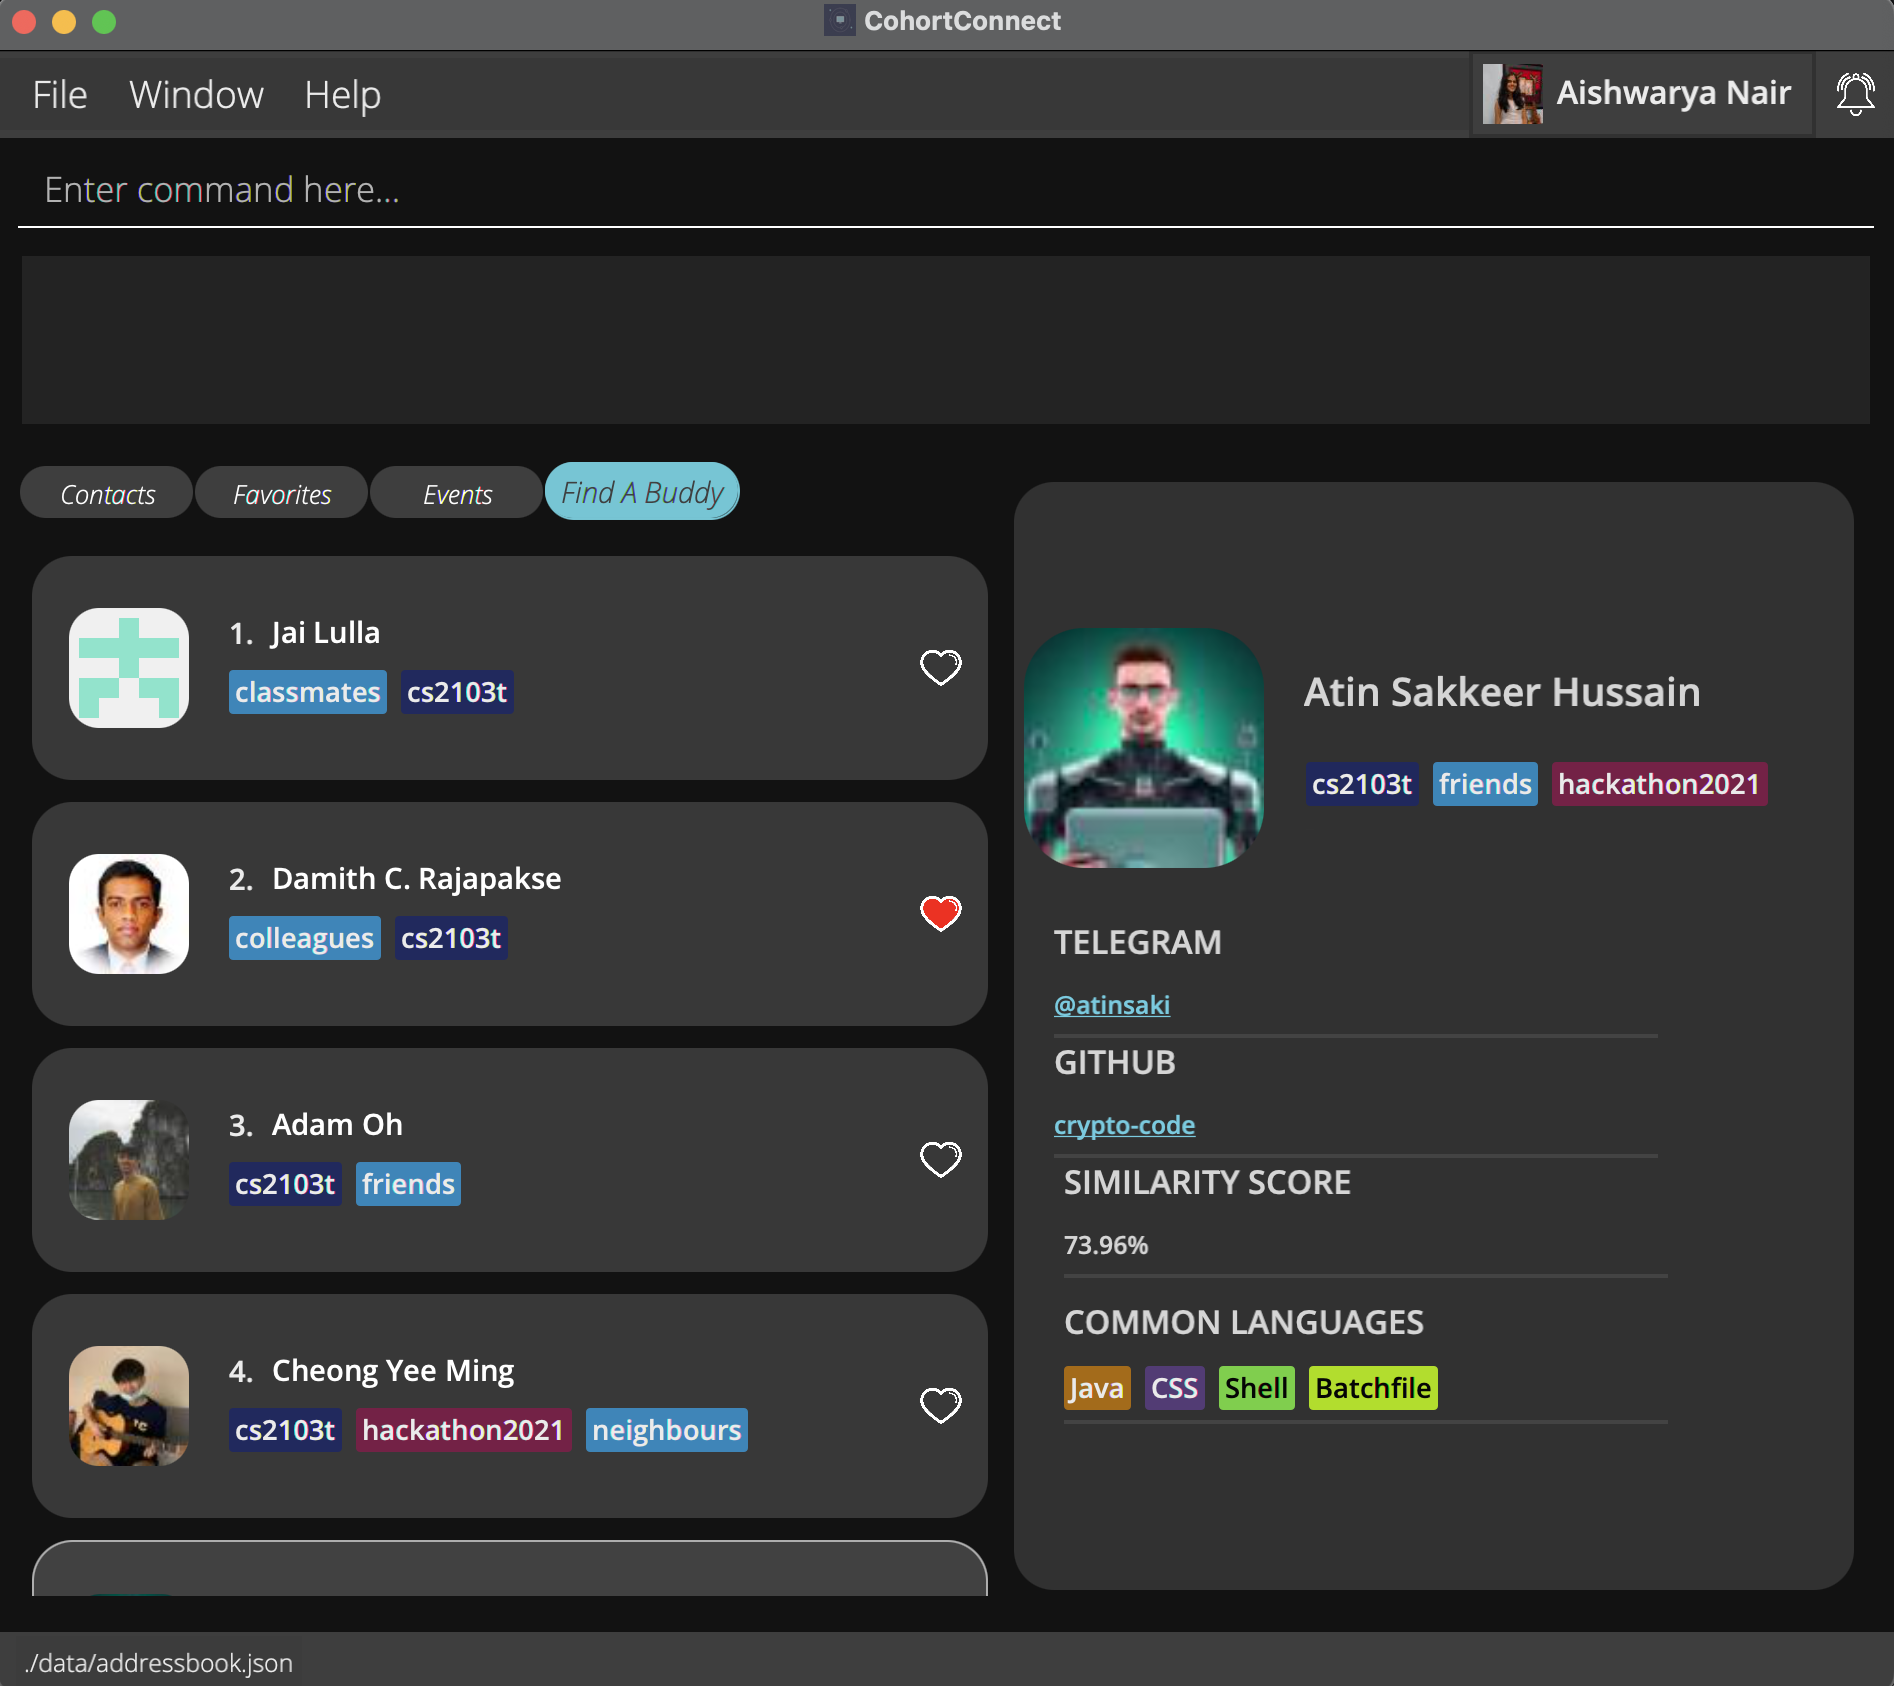 CohortConnect
File Window Help
Aishwarya Nair
Enter command here...
Contacts Favorites Events Find A Buddy
1. Jai Lulla
classmates cs2103t
2. Damith C. Rajapakse
colleagues cs2103t
3. Adam Oh
cs2103t friends
4. Cheong Yee Ming
cs2103t hackathon2021 neighbours
Atin Sakkeer Hussain
cs2103t friends hackathon2021
TELEGRAM
@atinsaki
GITHUB
crypto-code
SIMILARITY SCORE
73.96%
COMMON LANGUAGES
Java CSS Shell Batchfile
./data/addressbook.json